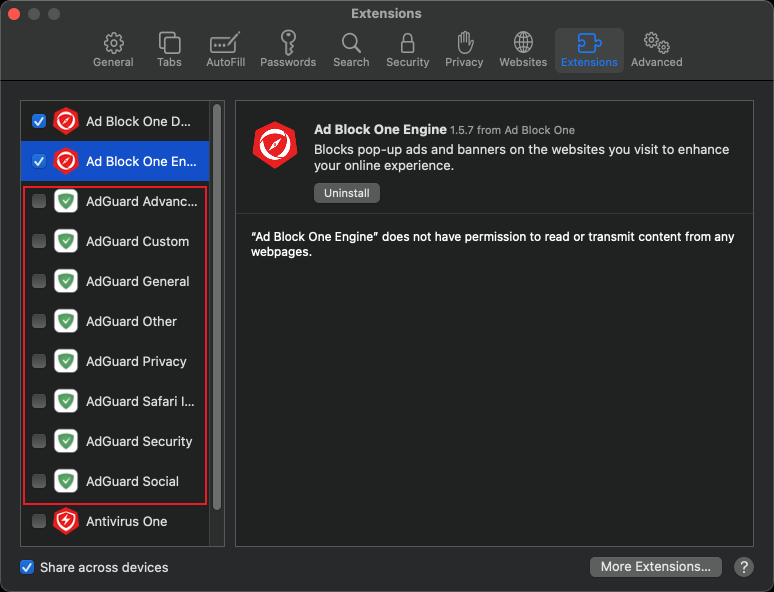 Extensions
General Tabs AutoFill Passwords Search Security Privacy Websites Extensions Advanced
Ad Block One D...
Ad Block One En...
AdGuard Advanc...
AdGuard Custom
AdGuard General
AdGuard Other
AdGuard Privacy
AdGuard Safari I...
AdGuard Security
AdGuard Social
Antivirus One
Ad Block One Engine 1.5.7 from Ad Block One
Blocks pop-up ads and banners on the websites you visit to enhance
your online experience.
Uninstall
“Ad Block One Engine” does not have permission to read or transmit content from any
webpages.
Share across devices
More Extensions...
?